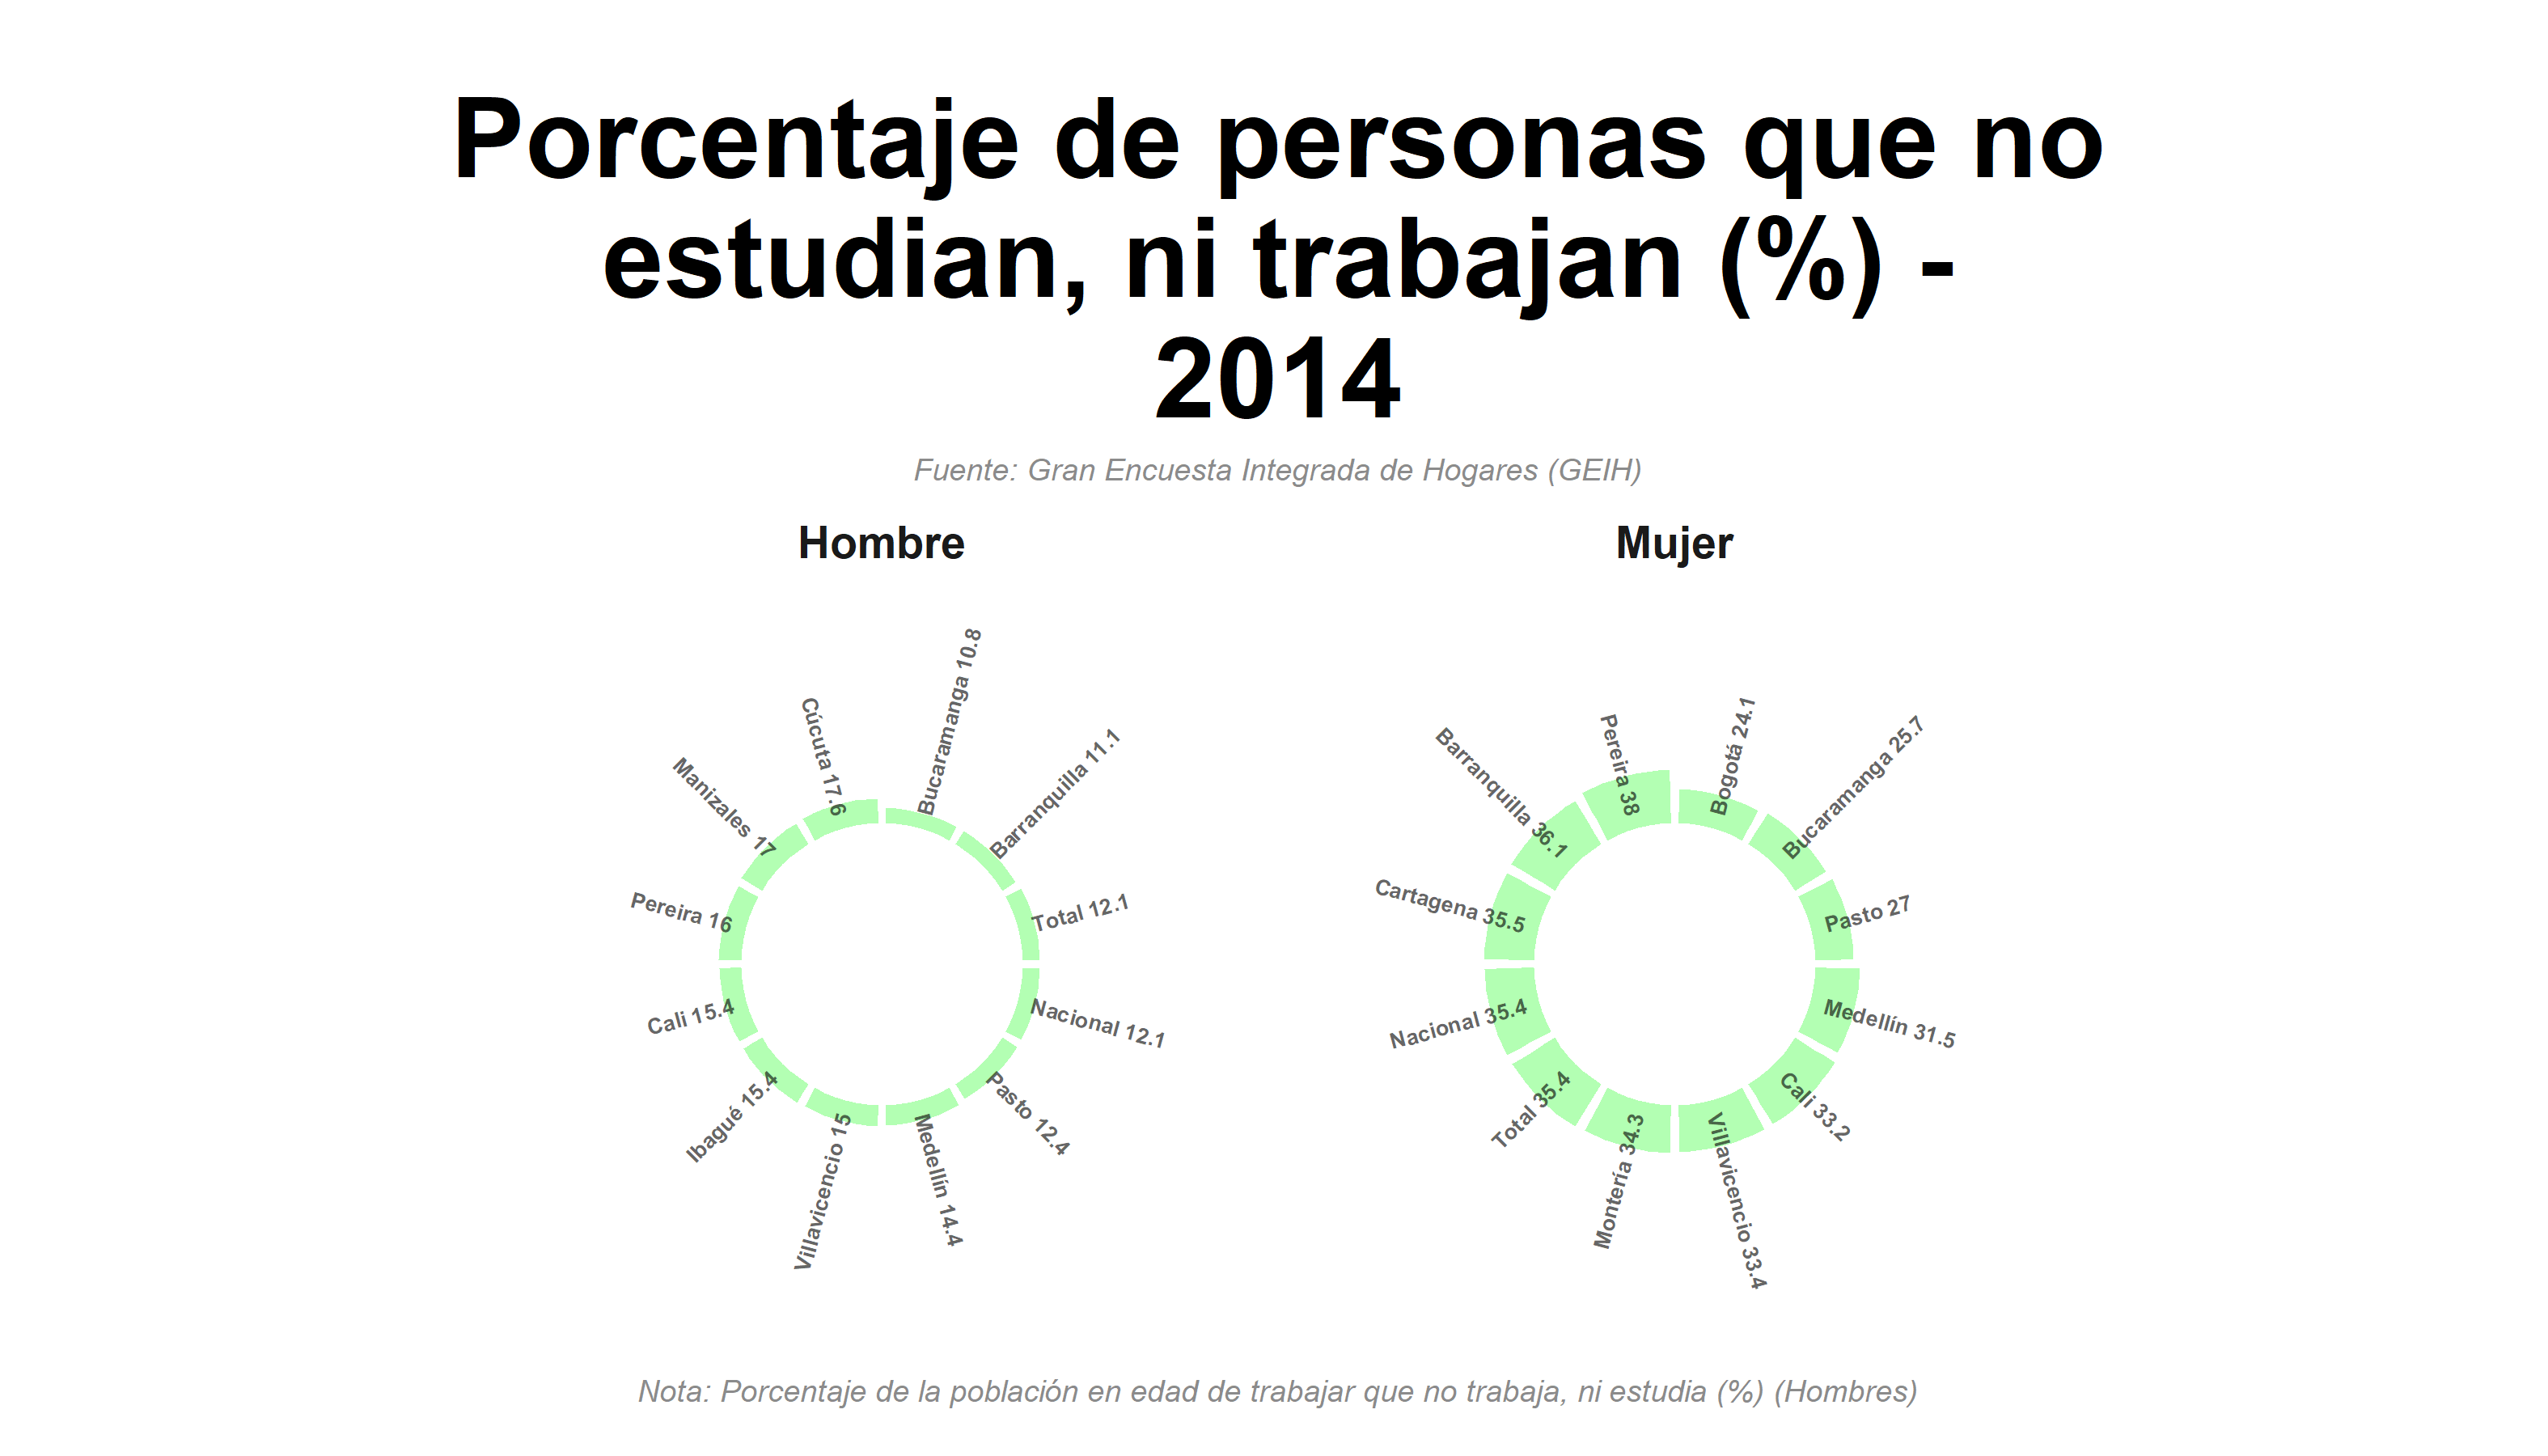 Porcentaje de personas que no
estudian, ni trabajan (%) -
2014
Fuente: Gran Encuesta Integrada de Hogares (GEIH)
Hombre
Bucaramanga 10.8
Barranquilla 11.1
Total 12.1
Nacional 12.1
Pasto 12.4
Medellín 14.4
Villavicencio 15
Ibagué 15.4
Cali 15.4
Pereira 16
Manizales 17
Cúcuta 17.6
Mujer
Bogotá 24.1
Bucaramanga 25.7
Pasto 27
Medellín 31.5
Cali 33.2
Villavicencio 33.4
Montería 34.3
Total 35.4
Nacional 35.4
Cartagena 35.5
Barranquilla 36.1
Pereira 38
Nota: Porcentaje de la población en edad de trabajar que no trabaja, ni estudia (%) (Hombres)